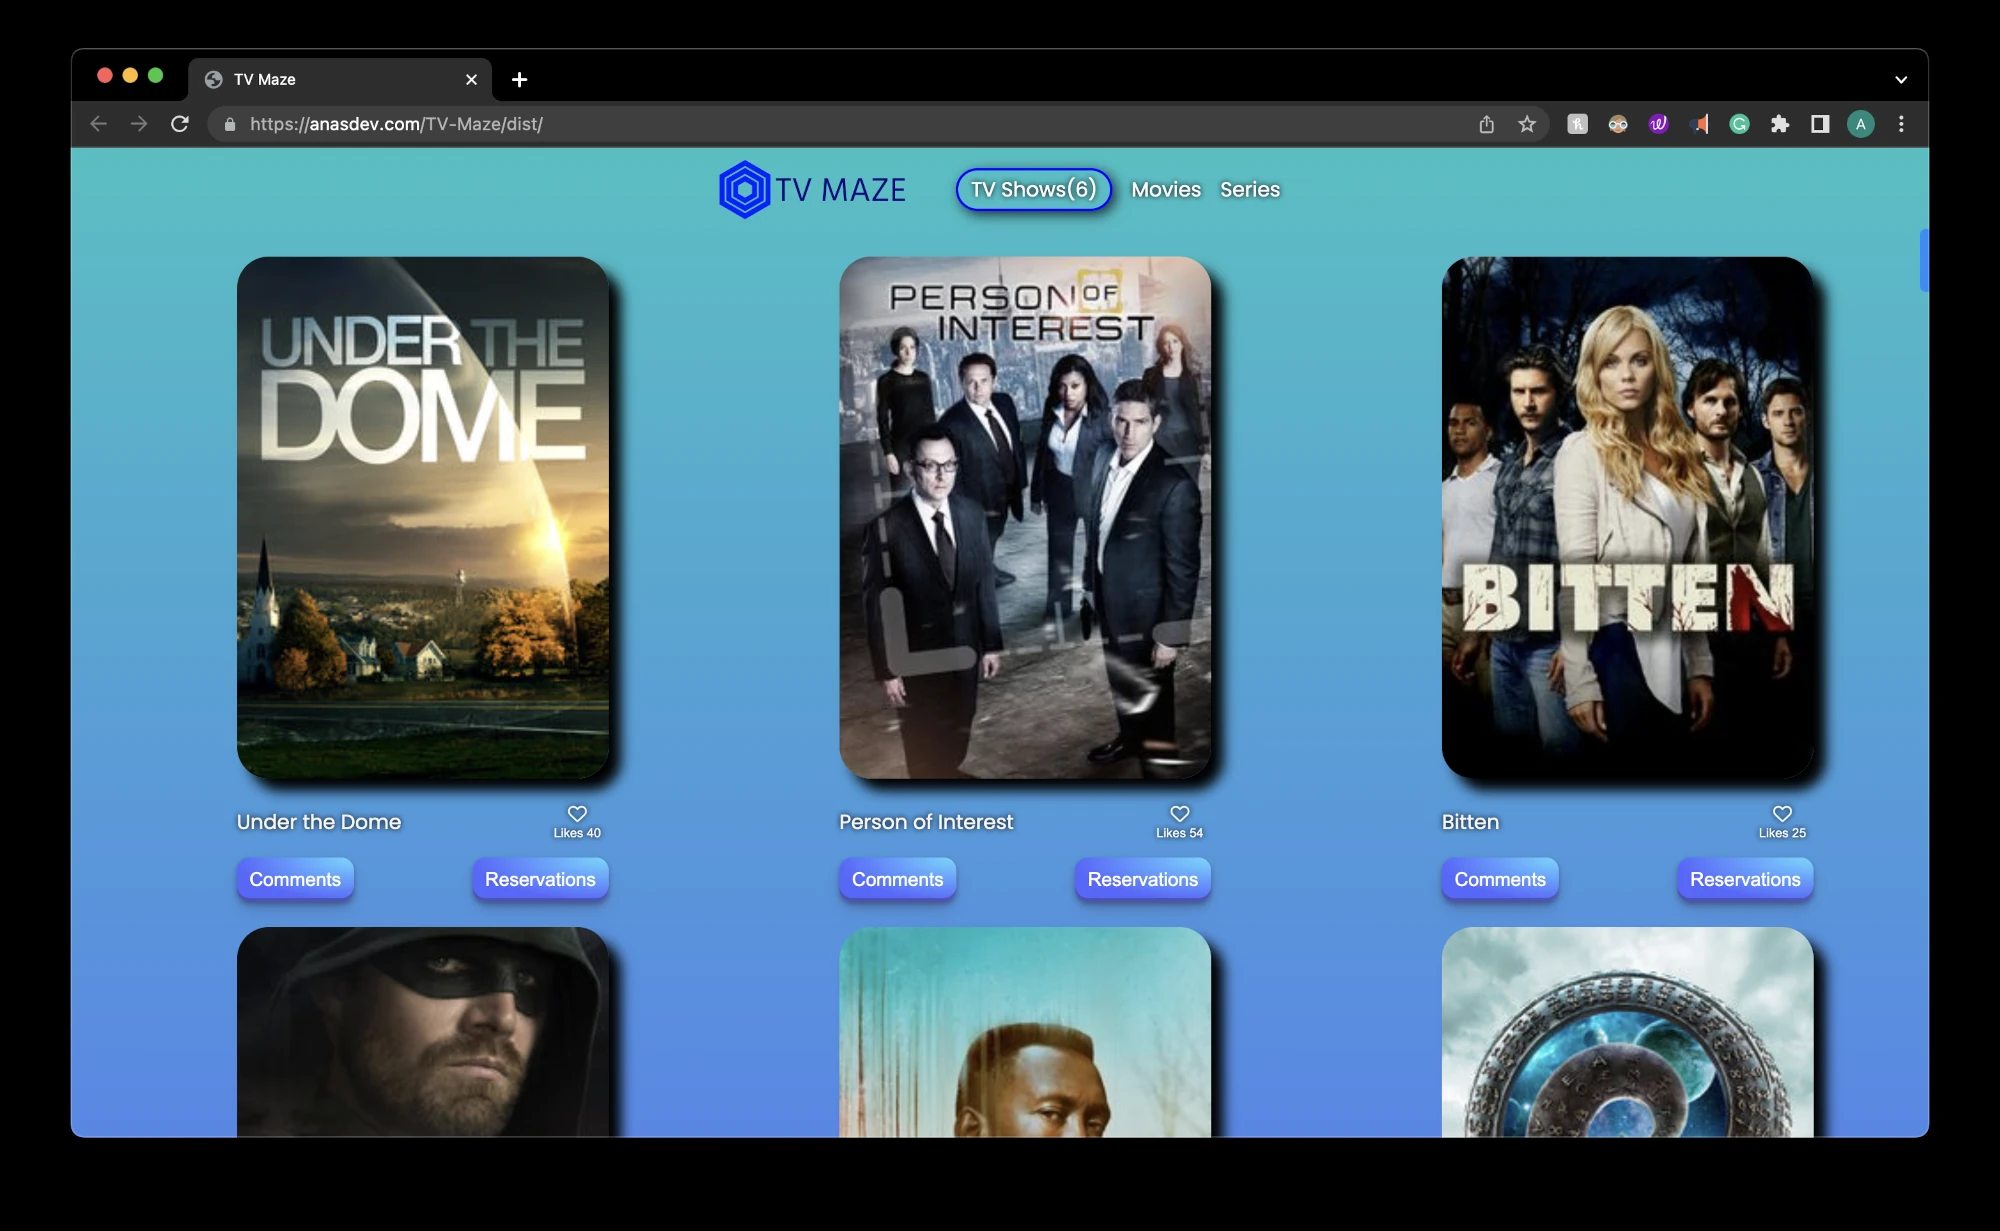 TV Maze
https://anasdev.com/TV-Maze/dist/
A
TV MAZE
TV Shows(6)
Movies
Series
UNDER THE
DOME
PERSON OF
INTEREST
BITTEN
Under the Dome
Likes 40
Person of Interest
Likes 54
Bitten
Likes 25
Comments
Reservations
Comments
Reservations
Comments
Reservations